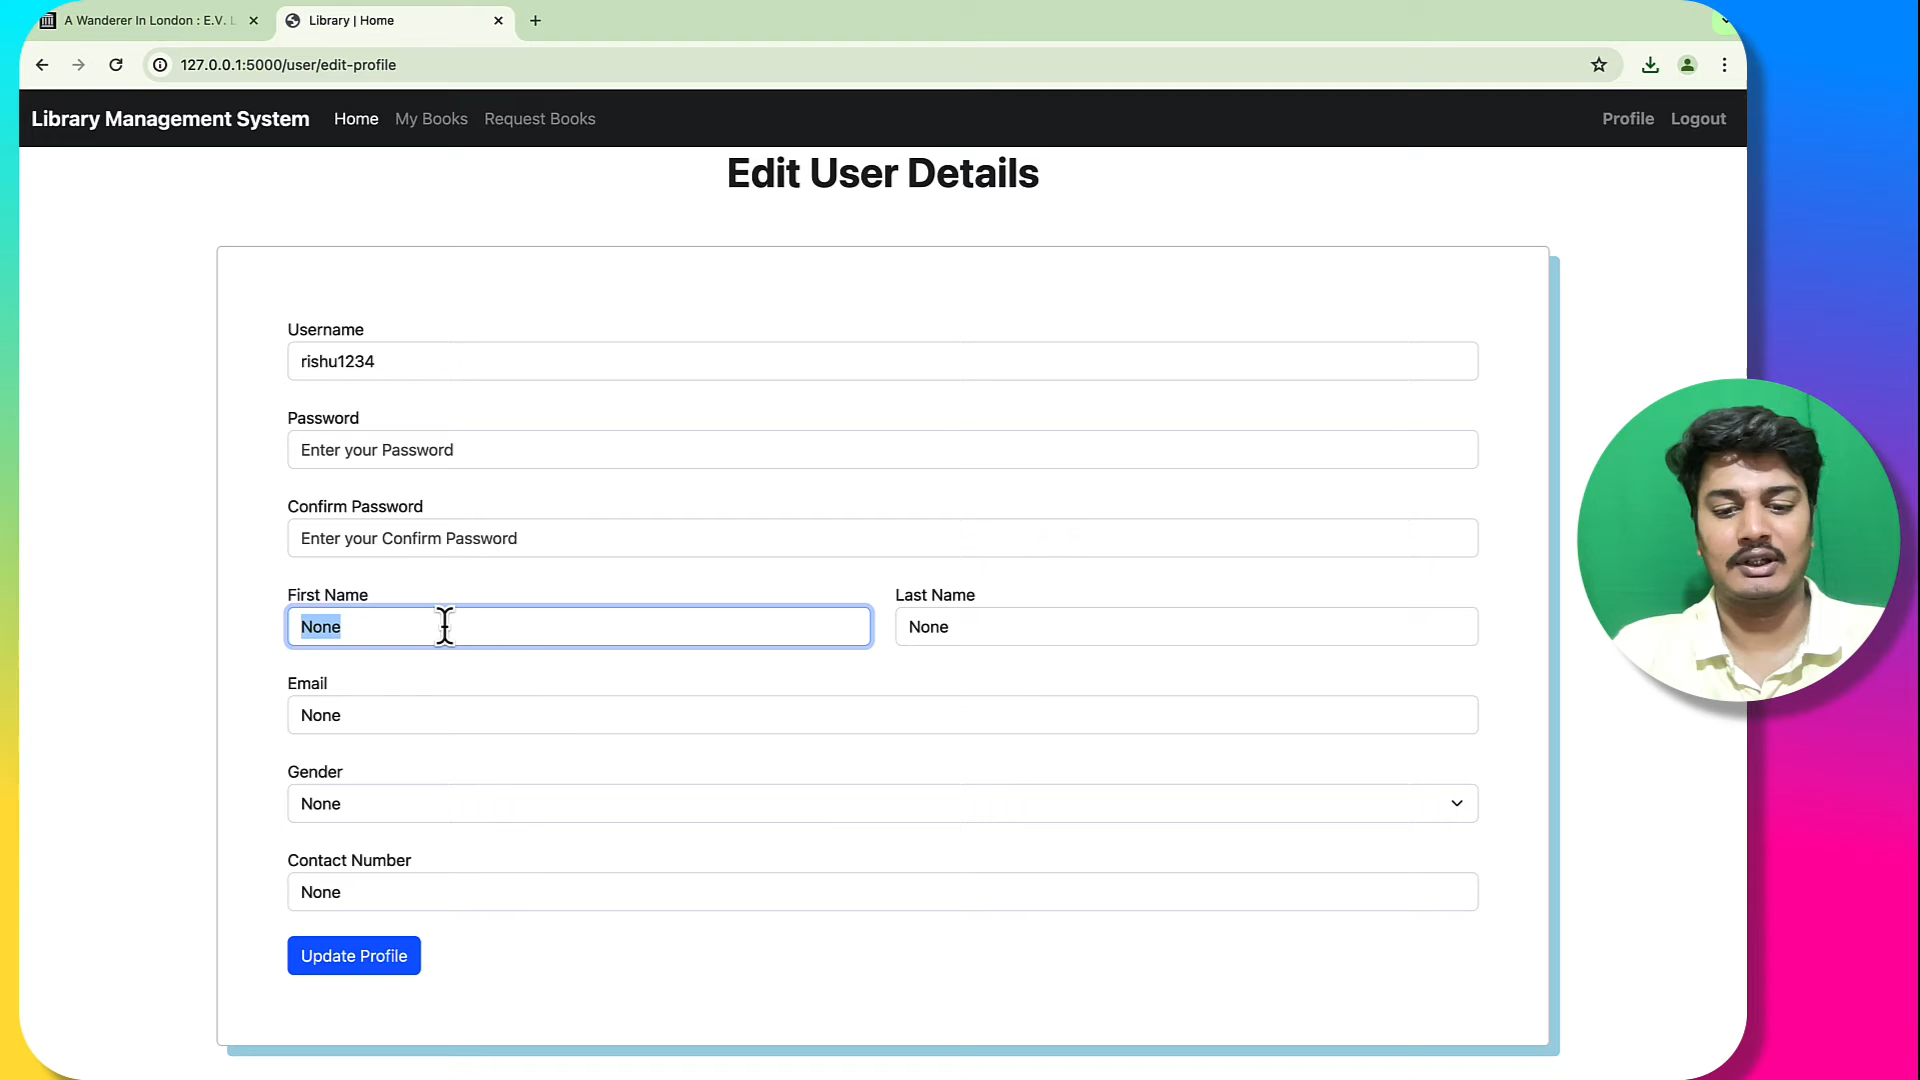 A Wanderer In London : E.V.
Library | Home
127.0.0.1:5000/user/edit-profile
Library Management System Home My Books Request Books Profile Logout
Edit User Details
Username
rishu1234
Password
Enter your Password
Confirm Password
Enter your Confirm Password
First Name Last Name
None None
Email
None
Gender
None
Contact Number
None
Update Profile